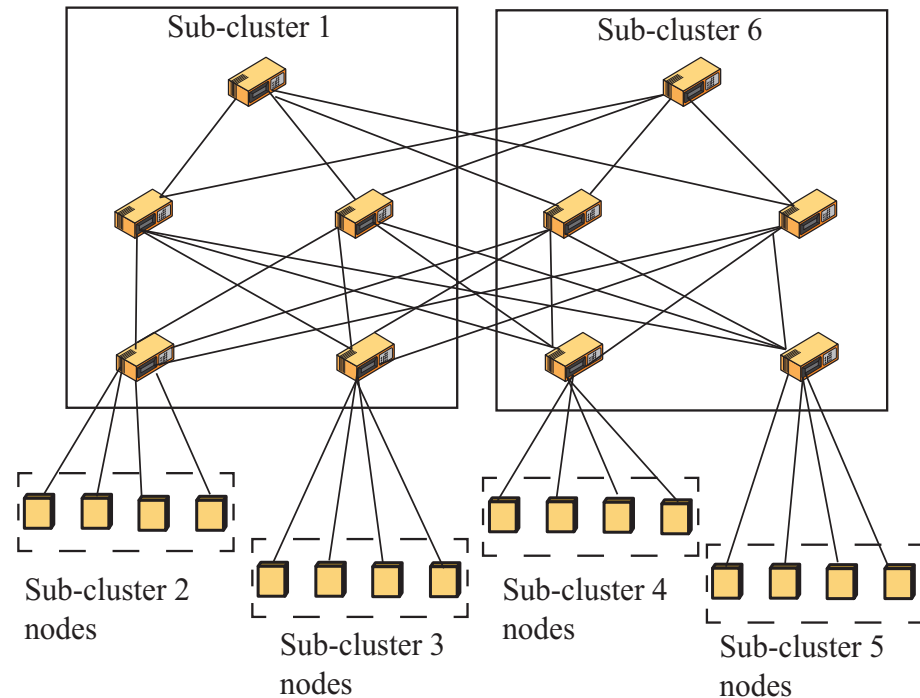 Sub-cluster 1
Sub-cluster 6
Sub-cluster 2
nodes
Sub-cluster 3
nodes
Sub-cluster 4
nodes
Sub-cluster 5
nodes